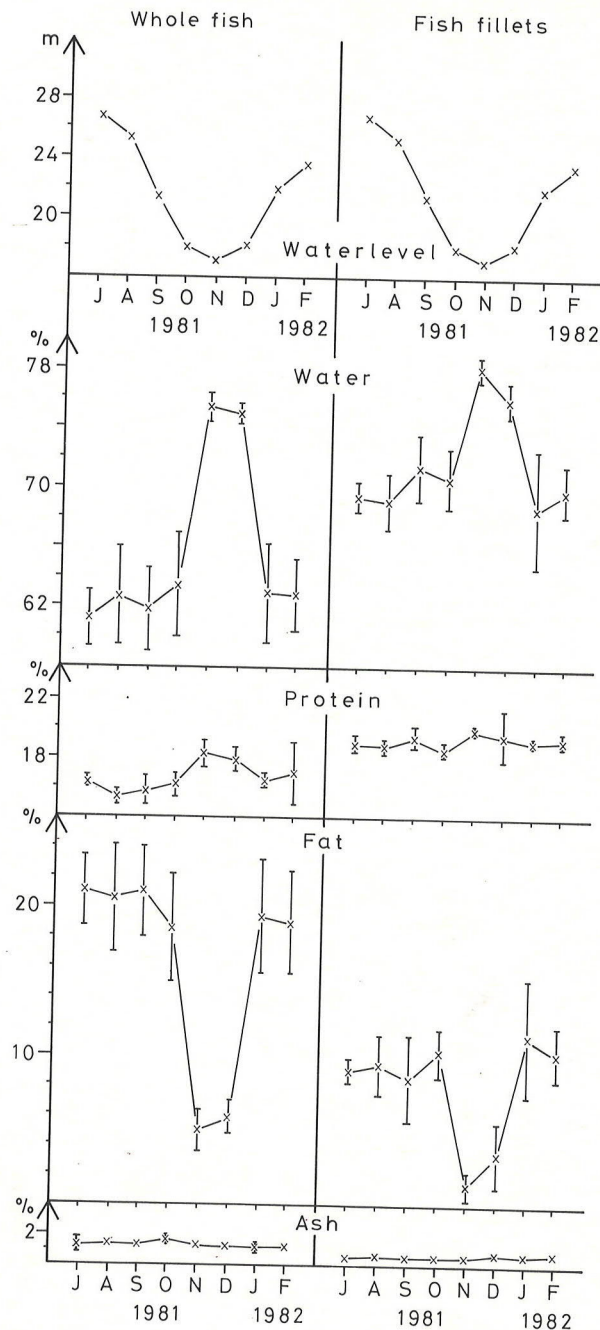 Whole fish Fish fillets
m
28
24
20
Waterlevel
J A S O N D J F J A S O N D J F
1981 1982 1981 1982
%
78
Water
70
62
%
22
Protein
18
%
Fat
20
10
%
2
Ash
J A S O N D J F J A S O N D J F
1981 1982 1981 1982